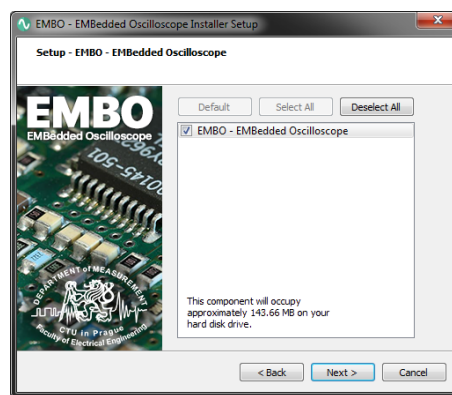 EMBO - EMBedded Oscilloscope Installer Setup
Setup - EMBO - EMBedded Oscilloscope
EMBO
EMBedded Oscilloscope
Default Select All Deselect All
EMBO - EMBedded Oscilloscope
DEPARTMENT OF MEASUREMENT
CTU in Prague
Faculty of Electrical Engineering
This component will occupy
approximately 143.66 MB on your
hard disk drive.
< Back Next > Cancel